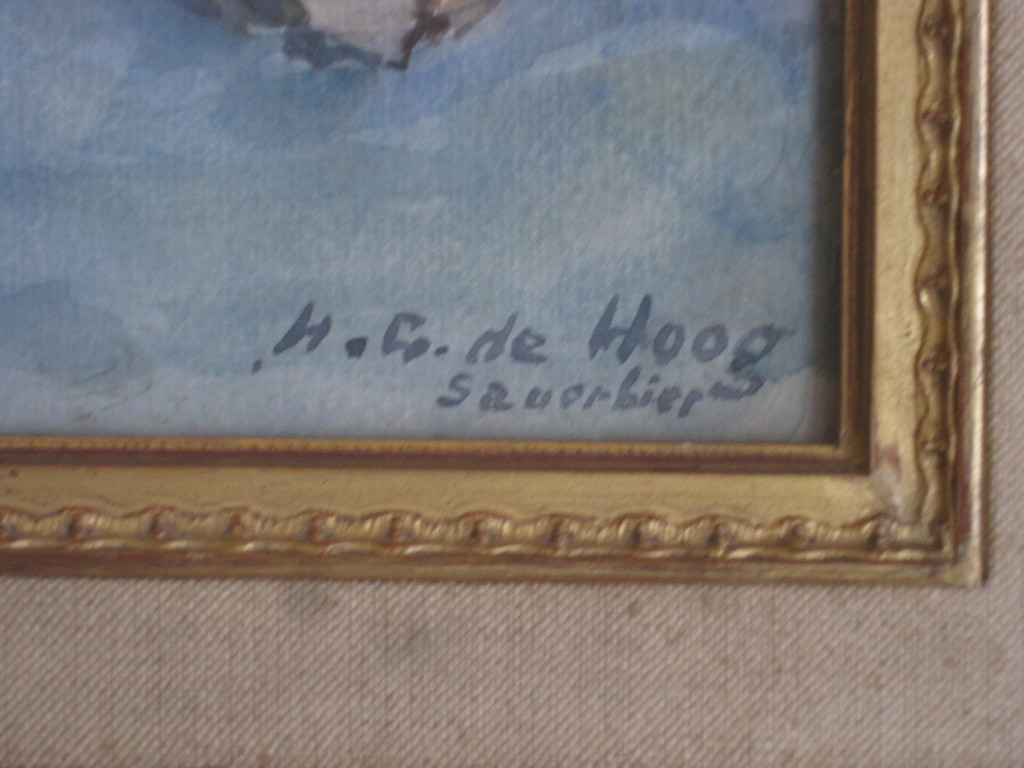 H. G. de Hoog
Sauerbier